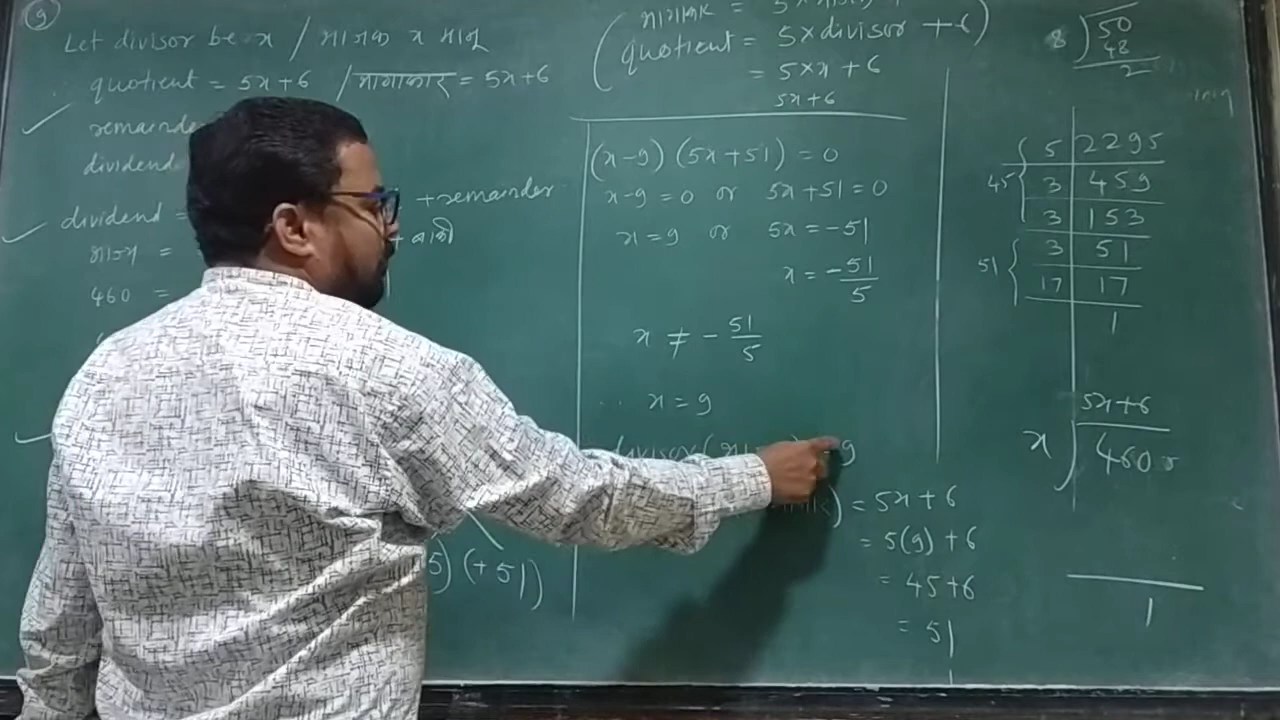 9
Let divisor be x / भाजक x मानू
quotient = 5x+6 / भागाकार = 5x+6
dividend
dividend = + remainder
भाज्य = + बाकी
460 =
5) (+51)
(quotient = 5×divisor + 6)
= 5×x + 6
5x+6
(x-9) (5x+51) = 0
x-9=0 or 5x+51=0
x=9 or 5x=-51
x = -51/5
x ≠ -51/5
∴ x = 9
9
) = 5x+6
= 5(9) + 6
= 45+6
= 51
8 ) 50
48
2
5 2295
45 { 3 459
3 153
51 { 3 51
17 17
1
5x+6
x ) 460
1